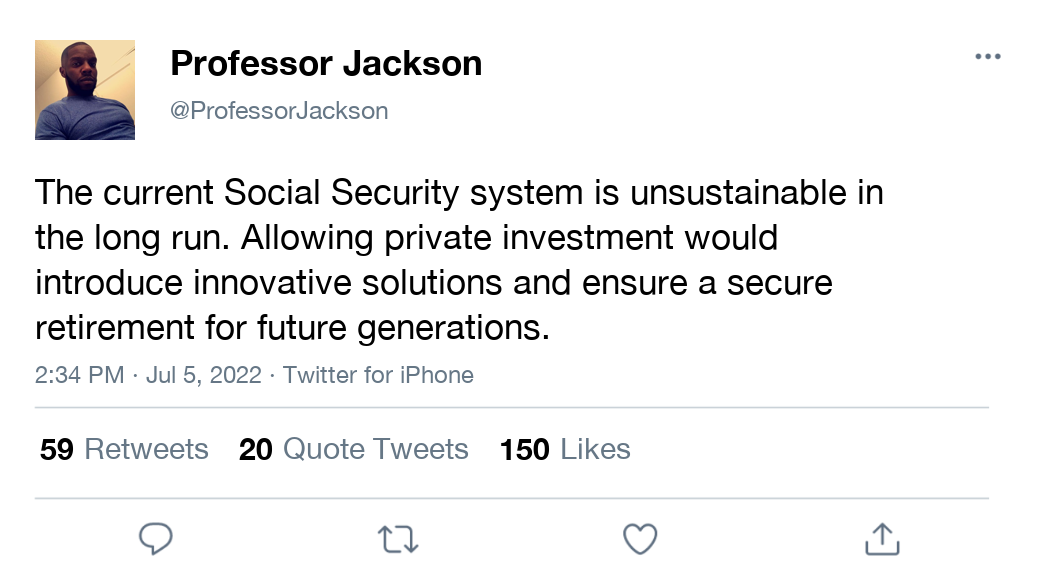 Professor Jackson
@ProfessorJackson
The current Social Security system is unsustainable in
the long run. Allowing private investment would
introduce innovative solutions and ensure a secure
retirement for future generations.
2:34 PM · Jul 5, 2022 · Twitter for iPhone
59 Retweets 20 Quote Tweets 150 Likes